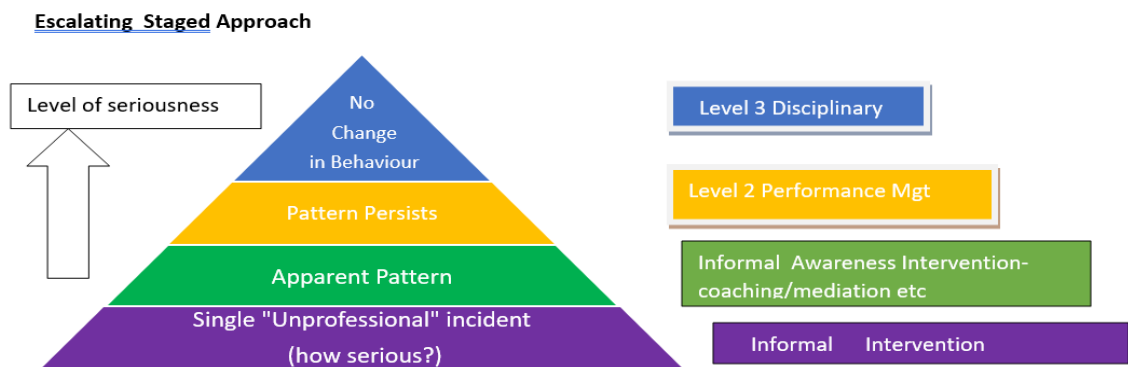 Escalating Staged Approach
Level of seriousness
No
Change
in Behaviour
Level 3 Disciplinary
Pattern Persists
Level 2 Performance Mgt
Apparent Pattern
Informal Awareness Intervention-
coaching/mediation etc
Single "Unprofessional" incident
(how serious?)
Informal Intervention